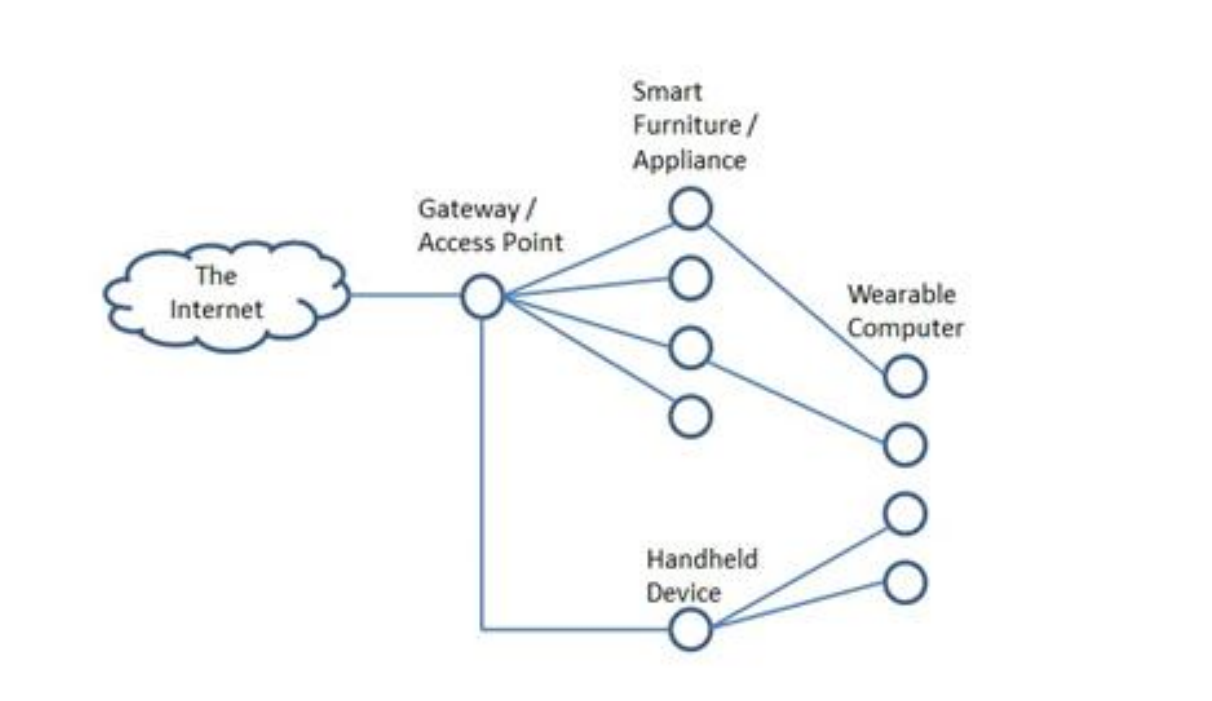 Smart
Furniture /
Appliance
Gateway /
Access Point
The
Internet
Wearable
Computer
Handheld
Device